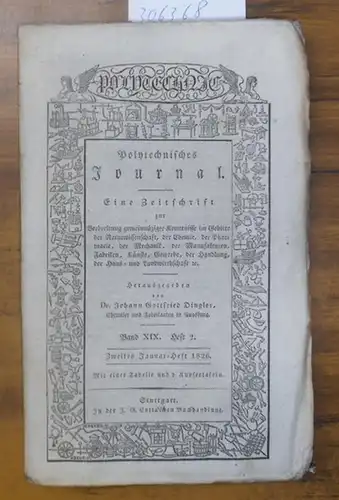 306368
POLYTECHNIC
Polytechnisches
Journal.
Eine Zeitschrift
zur
Verbreitung gemeinnüziger Kenntnisse im Gebiete
der Naturwissenschaft, der Chemie, der Phar-
macie, der Mechanik, der Manufakturen,
Fabriken, Künste, Gewerbe, der Handlung,
der Haus- und Landwirthschaft ꝛc.
Herausgegeben
von
Dr. Johann Gottfried Dingler,
Chemiker und Fabrikanten in Augsburg.
Band XIX. Heft 2.
Zweites Januar-Heft 1826.
Mit einer Tabelle und Kupfertafeln.
Stuttgart.
In der J. G. Cotta'schen Buchhandlung.